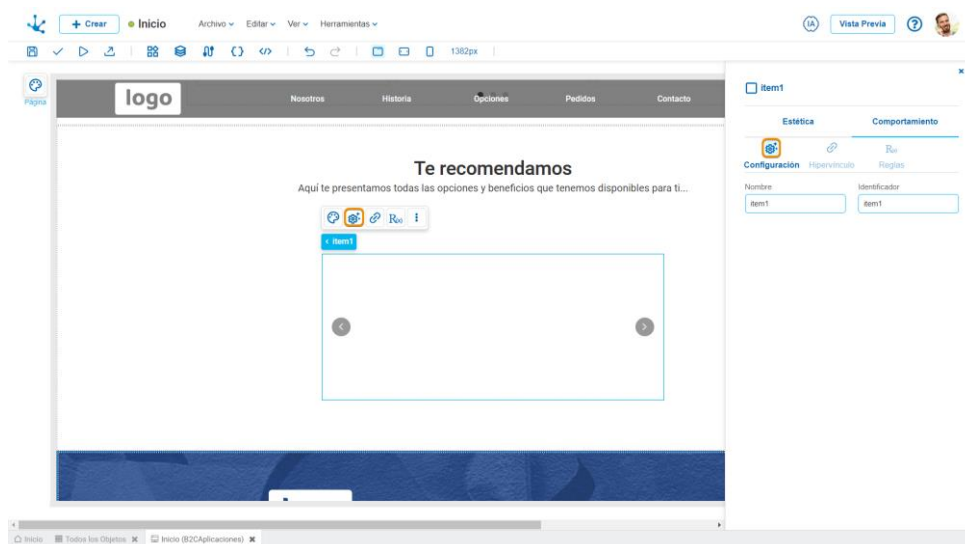 + Crear
Inicio
Archivo
Editar
Ver
Herramientas
IA
Vista Previa
?
1382px
Página
logo
Nosotros
Historia
Opciones
Pedidos
Contacto
Te recomendamos
Aquí te presentamos todas las opciones y beneficios que tenemos disponibles para ti...
item1
item1
Estética
Comportamiento
Configuración
Hipervínculo
Reglas
Nombre
Identificador
item1
item1
Inicio
Todos los Objetos
Inicio (B2CAplicaciones)